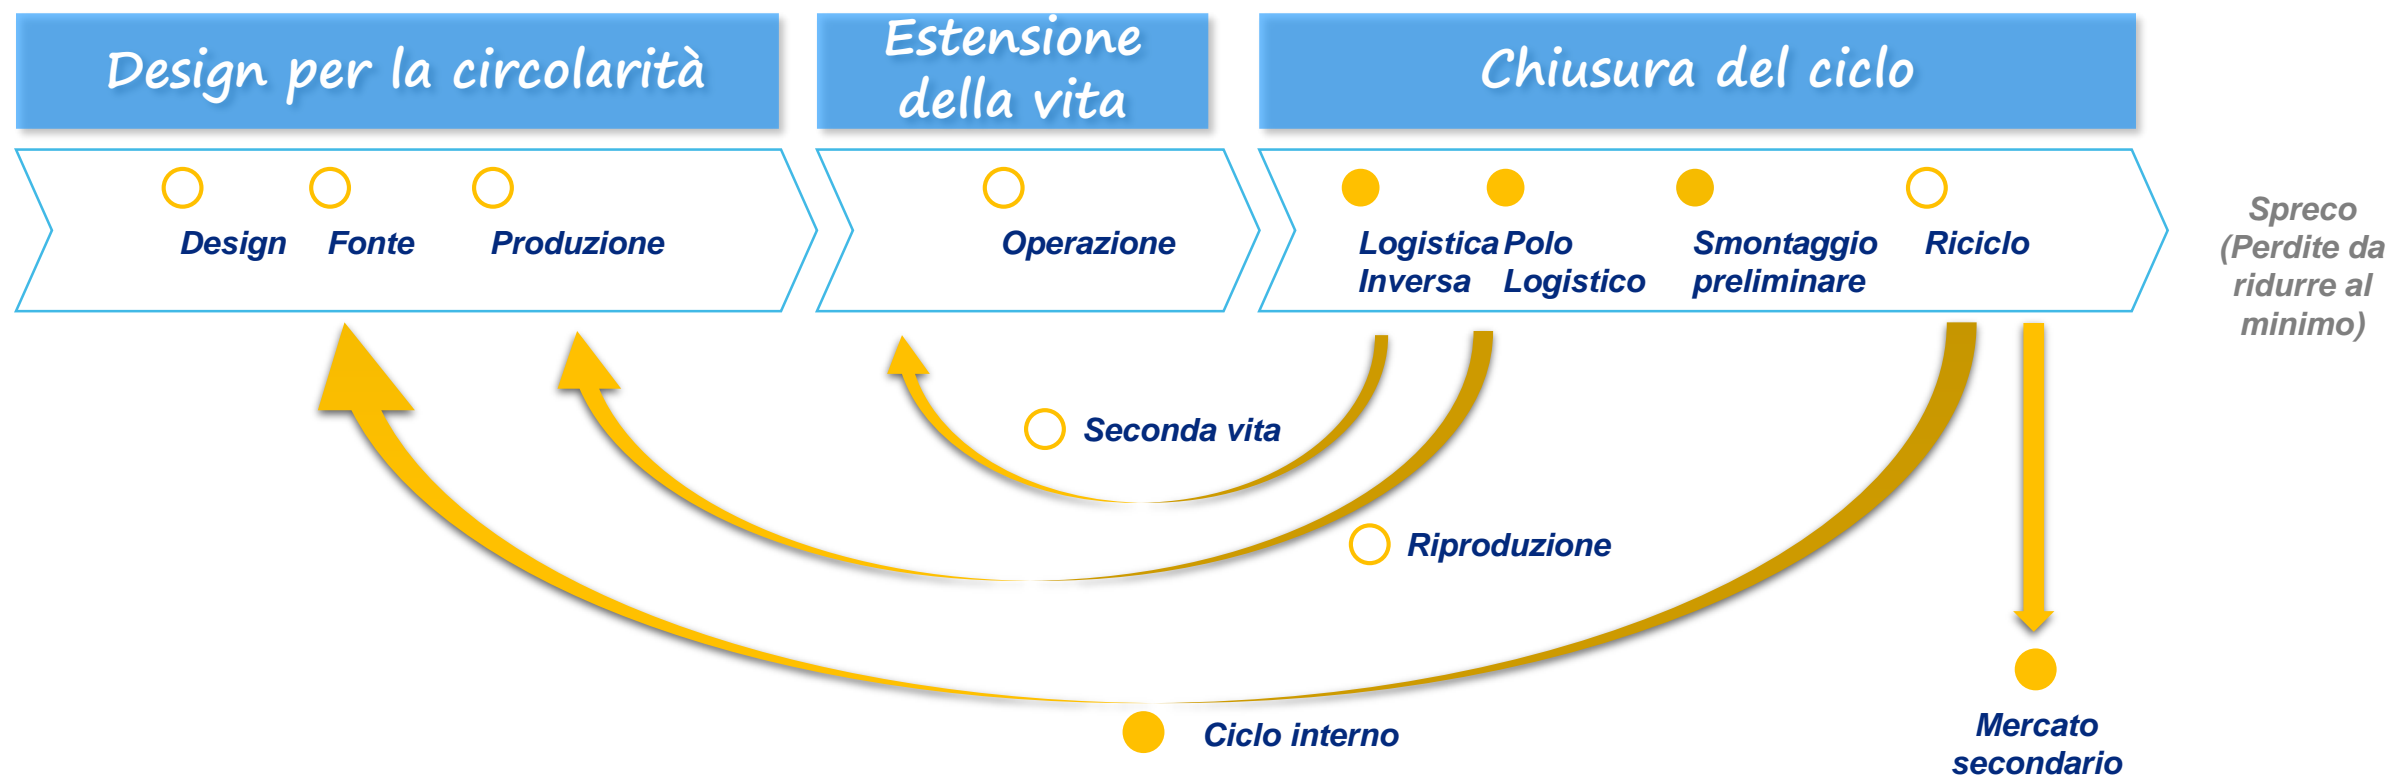 Design per la circolarità
Estensione
della vita
Chiusura del ciclo
Design
Fonte
Produzione
Operazione
Logistica
Inversa
Polo
Logistico
Smontaggio
preliminare
Riciclo
Spreco
(Perdite da
ridurre al
minimo)
Seconda vita
Riproduzione
Ciclo interno
Mercato
secondario